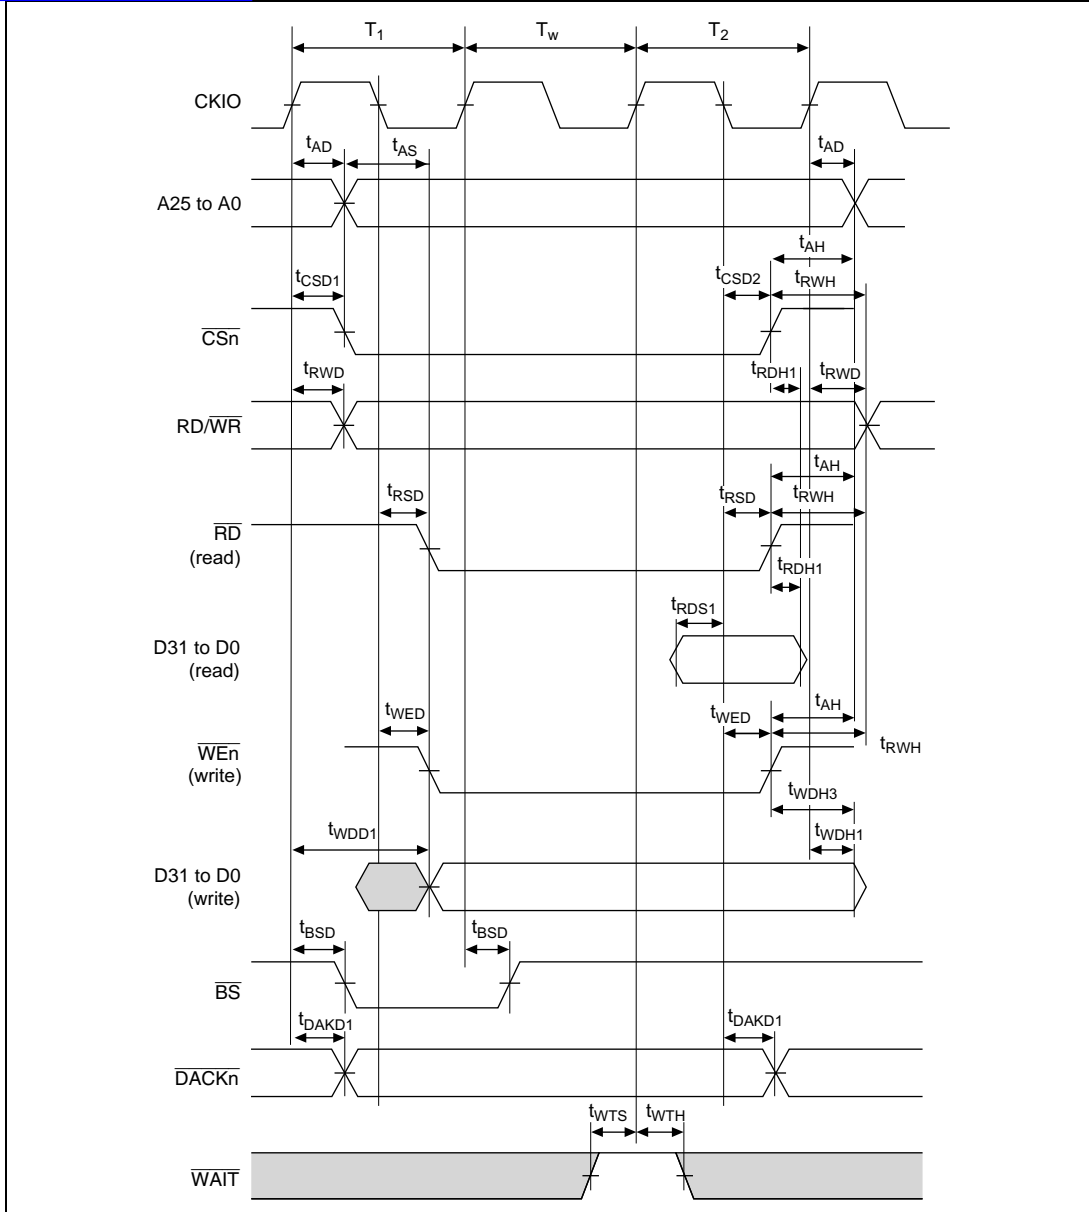 T1 Tw T2
CKIO
tAD tAS tAD
A25 to A0
tAH
tCSD1 tCSD2 tRWH
CSn
tRDH1
tRWD tRWD
RD/WR
tAH
tRSD tRSD tRWH
RD
(read)
tRDH1
tRDS1
D31 to D0
(read)
tAH
tWED tWED
tRWH
WEn
(write)
tWDH3
tWDD1 tWDH1
D31 to D0
(write)
tBSD tBSD
BS
tDAKD1 tDAKD1
DACKn
tWTS tWTH
WAIT